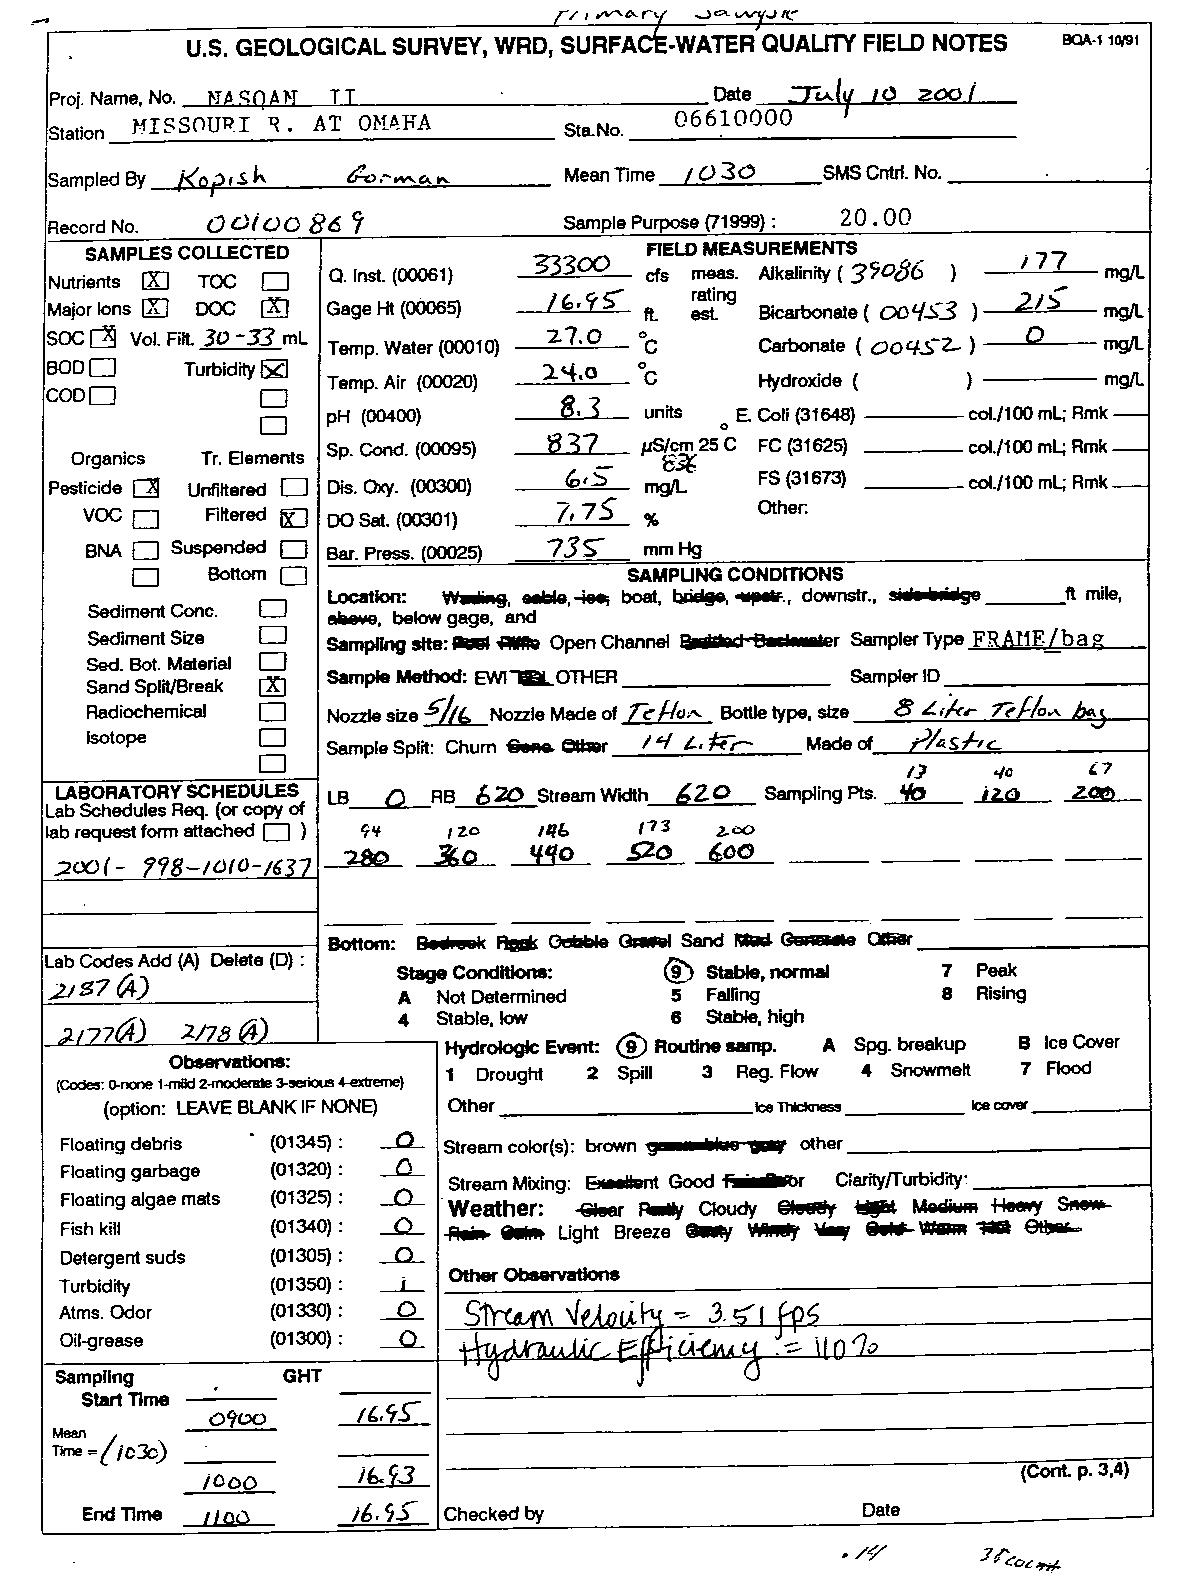 Primary Sample
U.S. GEOLOGICAL SURVEY, WRD, SURFACE-WATER QUALITY FIELD NOTES BQA-1 10/91
Proj. Name, No. NASQAN II Date July 10 2001
Station MISSOURI R. AT OMAHA Sta.No. 06610000
Sampled By Kopish Gorman Mean Time 1030 SMS Cntrl. No.
Record No. 00100869 Sample Purpose (71999) : 20.00
SAMPLES COLLECTED
Nutrients X TOC
Major Ions X DOC X
SOC X Vol. Filt. 30-33 mL
BOD Turbidity X
COD
Organics Tr. Elements
Pesticide X Unfiltered
VOC Filtered X
BNA Suspended
Bottom
Sediment Conc.
Sediment Size
Sed. Bot. Material
Sand Split/Break X
Radiochemical
Isotope
LABORATORY SCHEDULES
Lab Schedules Req. (or copy of
lab request form attached )
2001- 998-1010-1637
Lab Codes Add (A) Delete (D) :
2187(A)
2177(A) 2178(A)
FIELD MEASUREMENTS
Q. Inst. (00061) 33300 cfs meas. Alkalinity ( 39086 ) 177 mg/L
rating
Gage Ht (00065) 16.95 ft. est. Bicarbonate ( 00453 ) 215 mg/L
Temp. Water (00010) 27.0 °C Carbonate ( 00452 ) 0 mg/L
Temp. Air (00020) 24.0 °C Hydroxide ( ) mg/L
pH (00400) 8.3 units E. Coli (31648) col./100 mL; Rmk
Sp. Cond. (00095) 837 µS/cm 25°C FC (31625) col./100 mL; Rmk
836
Dis. Oxy. (00300) 6.5 mg/L FS (31673) col./100 mL; Rmk
DO Sat. (00301) 7.75 % Other:
Bar. Press. (00025) 735 mm Hg
SAMPLING CONDITIONS
Location: Wading, cable, ice, boat, bridge, upstr., downstr., side bridge ft mile,
above, below gage, and
Sampling site: Pool Riffle Open Channel Braided Backwater Sampler Type FRAME/bag
Sample Method: EWI OTHER Sampler ID
Nozzle size 5/16 Nozzle Made of Teflon Bottle type, size 8 Liter Teflon bag
Sample Split: Churn Cone Other 14 Liter Made of Plastic
13 40 67
LB 0 RB 620 Stream Width 620 Sampling Pts. 40 120 200
94 120 146 173 200
280 360 440 520 600
Bottom: Bedrock Rock Cobble Gravel Sand Mud Concrete Other
Stage Conditions: 9 Stable, normal 7 Peak
A Not Determined 5 Falling 8 Rising
4 Stable, low 6 Stable, high
Hydrologic Event: 9 Routine samp. A Spg. breakup B Ice Cover
1 Drought 2 Spill 3 Reg. Flow 4 Snowmelt 7 Flood
Other Ice Thickness Ice cover
Stream color(s): brown green blue gray other
Stream Mixing: Excellent Good Fair Poor Clarity/Turbidity:
Weather: Clear Partly Cloudy Cloudy Light Medium Heavy Snow
Rain Calm Light Breeze Gusty Windy Very Cold Warm Hot Other
Other Observations
Stream Velocity = 3.51 fps
Hydraulic Efficiency = 110%
(Cont. p. 3,4)
Checked by Date
Observations:
(Codes: 0-none 1-mild 2-moderate 3-serious 4-extreme)
(option: LEAVE BLANK IF NONE)
Floating debris (01345) : 0
Floating garbage (01320) : 0
Floating algae mats (01325) : 0
Fish kill (01340) : 0
Detergent suds (01305) : 0
Turbidity (01350) : 1
Atms. Odor (01330) : 0
Oil-grease (01300) : 0
Sampling GHT
Start Time
0900 16.95
Mean
Time = (1030)
1000 16.93
End Time 1100 16.95
.14 35 count